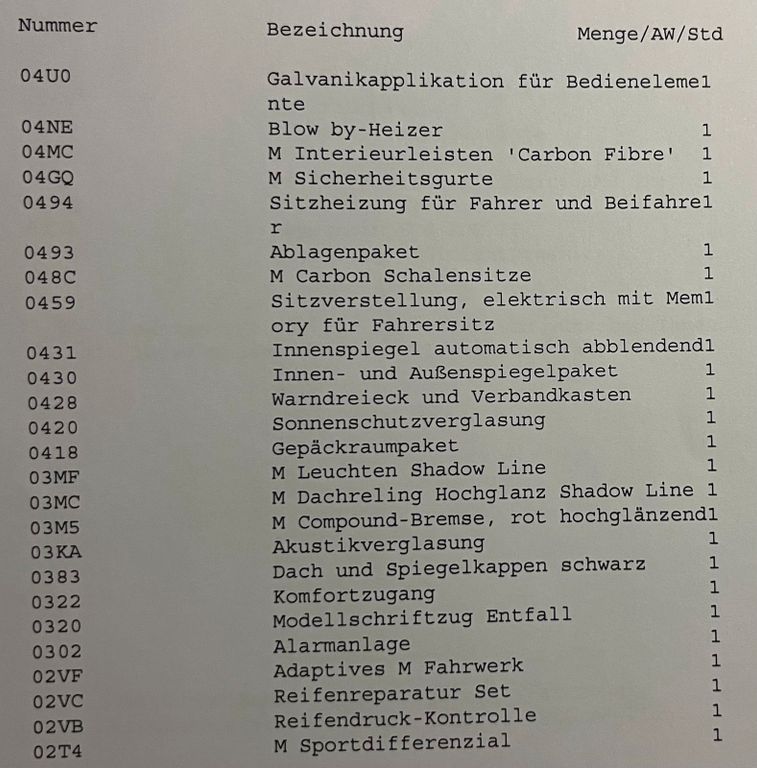 Nummer Bezeichnung Menge/AW/Std
04U0 Galvanikapplikation für Bedieneleme1
nte
04NE Blow by-Heizer 1
04MC M Interieurleisten 'Carbon Fibre' 1
04GQ M Sicherheitsgurte 1
0494 Sitzheizung für Fahrer und Beifahre1
r
0493 Ablagenpaket 1
048C M Carbon Schalensitze 1
0459 Sitzverstellung, elektrisch mit Mem1
ory für Fahrersitz
0431 Innenspiegel automatisch abblendend1
0430 Innen- und Außenspiegelpaket 1
0428 Warndreieck und Verbandkasten 1
0420 Sonnenschutzverglasung 1
0418 Gepäckraumpaket 1
03MF M Leuchten Shadow Line 1
03MC M Dachreling Hochglanz Shadow Line 1
03M5 M Compound-Bremse, rot hochglänzend1
03KA Akustikverglasung 1
0383 Dach und Spiegelkappen schwarz 1
0322 Komfortzugang 1
0320 Modellschriftzug Entfall 1
0302 Alarmanlage 1
02VF Adaptives M Fahrwerk 1
02VC Reifenreparatur Set 1
02VB Reifendruck-Kontrolle 1
02T4 M Sportdifferenzial 1